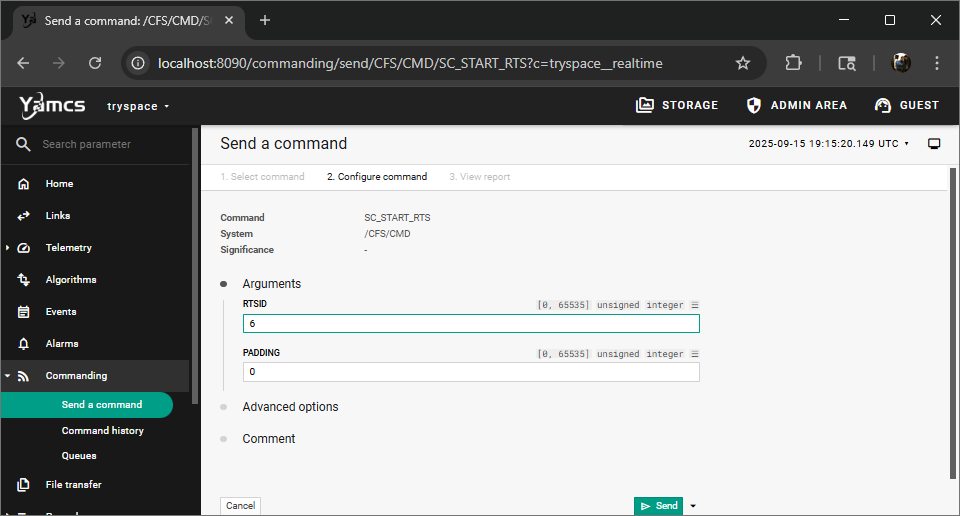 Send a command: /CFS/CMD/SC
localhost:8090/commanding/send/CFS/CMD/SC_START_RTS?c=tryspace__realtime
Yamcs
tryspace
STORAGE
ADMIN AREA
GUEST
Search parameter
Home
Links
Telemetry
Algorithms
Events
Alarms
Commanding
Send a command
Command history
Queues
File transfer
Send a command
2025-09-15 19:15:20.149 UTC
1. Select command 2. Configure command 3. View report
Command SC_START_RTS
System /CFS/CMD
Significance -
Arguments
RTSID [0, 65535] unsigned integer
6
PADDING [0, 65535] unsigned integer
0
Advanced options
Comment
Cancel
Send